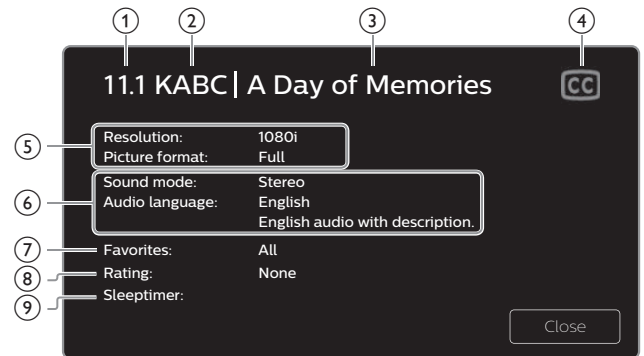 1 2 3 4
11.1 KABC | A Day of Memories CC
5 Resolution: 1080i
Picture format: Full
6 Sound mode: Stereo
Audio language: English
English audio with description.
7 Favorites: All
8 Rating: None
9 Sleeptimer:
Close